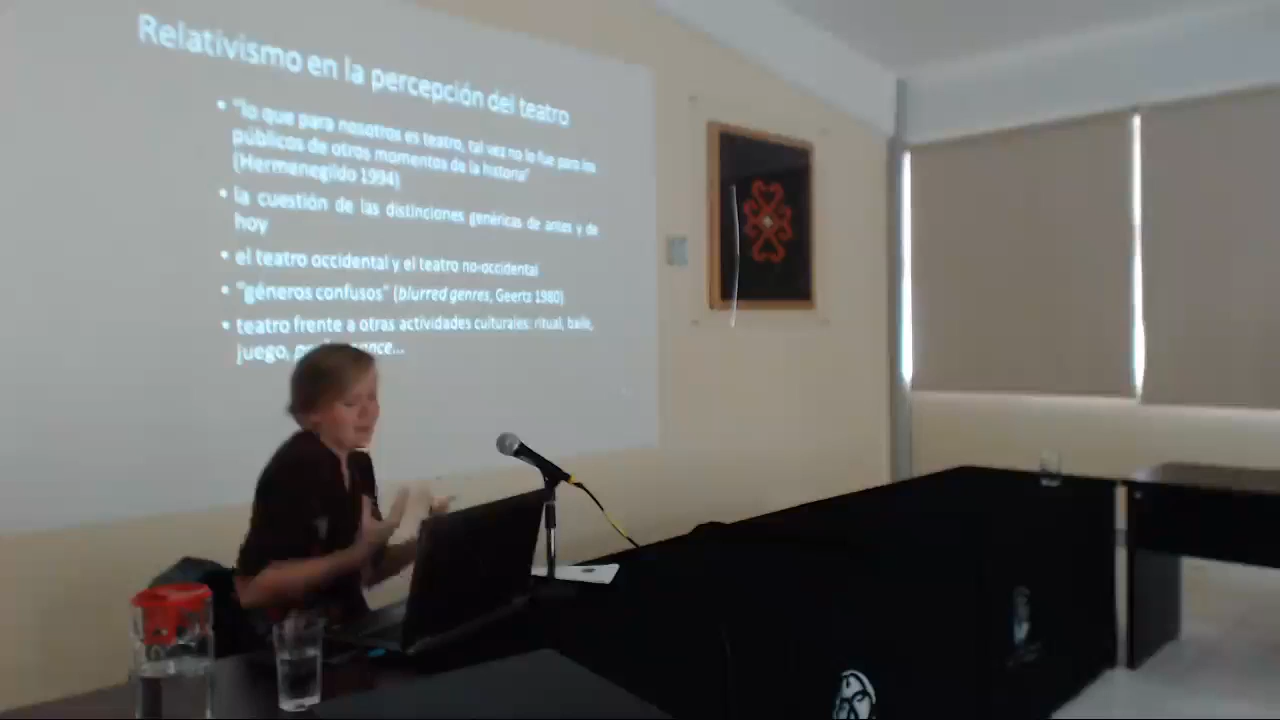 Relativismo en la percepción del teatro
• "lo que para nosotros es teatro, tal vez no lo fue para los
públicos de otros momentos de la historia"
(Hermenegildo 1994)
• la cuestión de las distinciones genéricas de antes y de
hoy
• el teatro occidental y el teatro no-occidental
• "géneros confusos" (blurred genres, Geertz 1980)
• teatro frente a otras actividades culturales: ritual, baile,
juego,